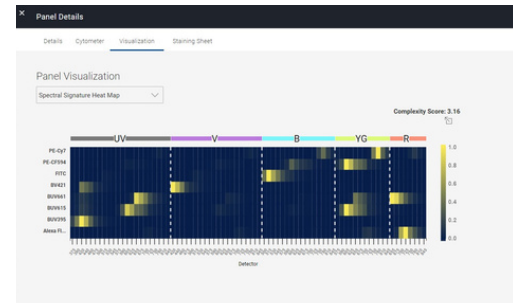 × Panel Details
Details Cytometer Visualization Staining Sheet
Panel Visualization
Spectral Signature Heat Map
Complexity Score: 3.16
UV V B YG R
PE-Cy7
PE-CF594
FITC
BV421
BUV661
BUV615
BUV395
Alexa Fl...
1.0
0.8
0.6
0.4
0.2
0.0
Detector